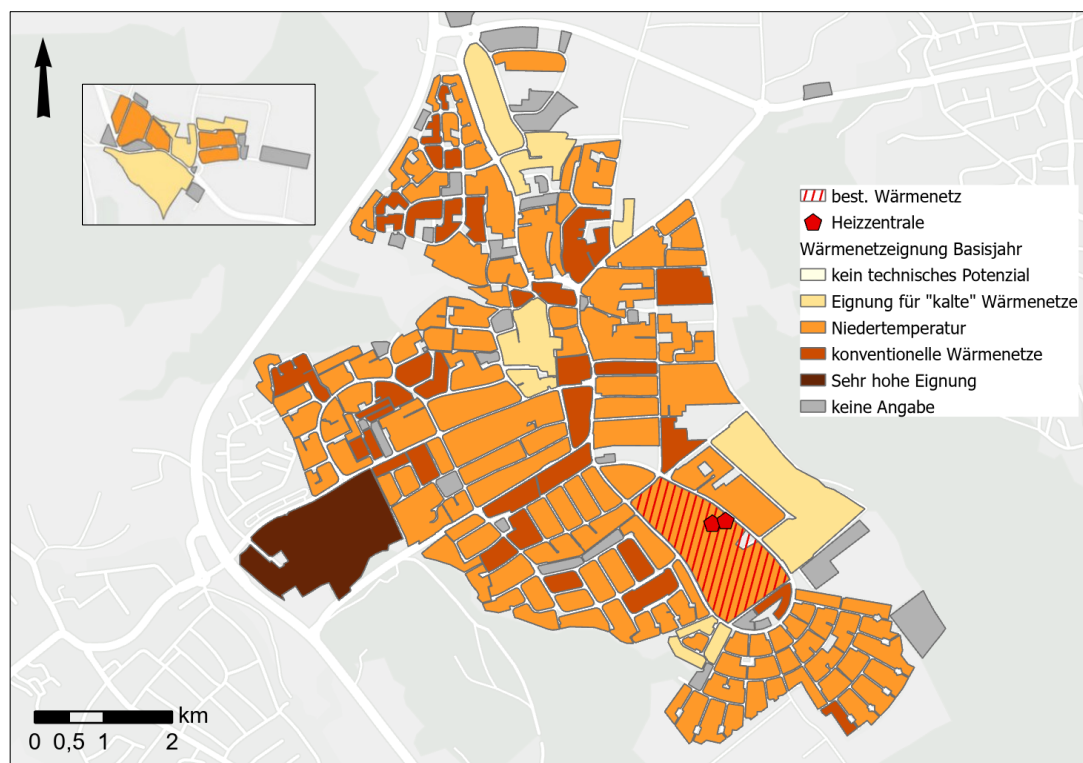 best. Wärmenetz
Heizzentrale
Wärmenetzeignung Basisjahr
kein technisches Potenzial
Eignung für "kalte" Wärmenetze
Niedertemperatur
konventionelle Wärmenetze
Sehr hohe Eignung
keine Angabe
km
0 0,5 1 2